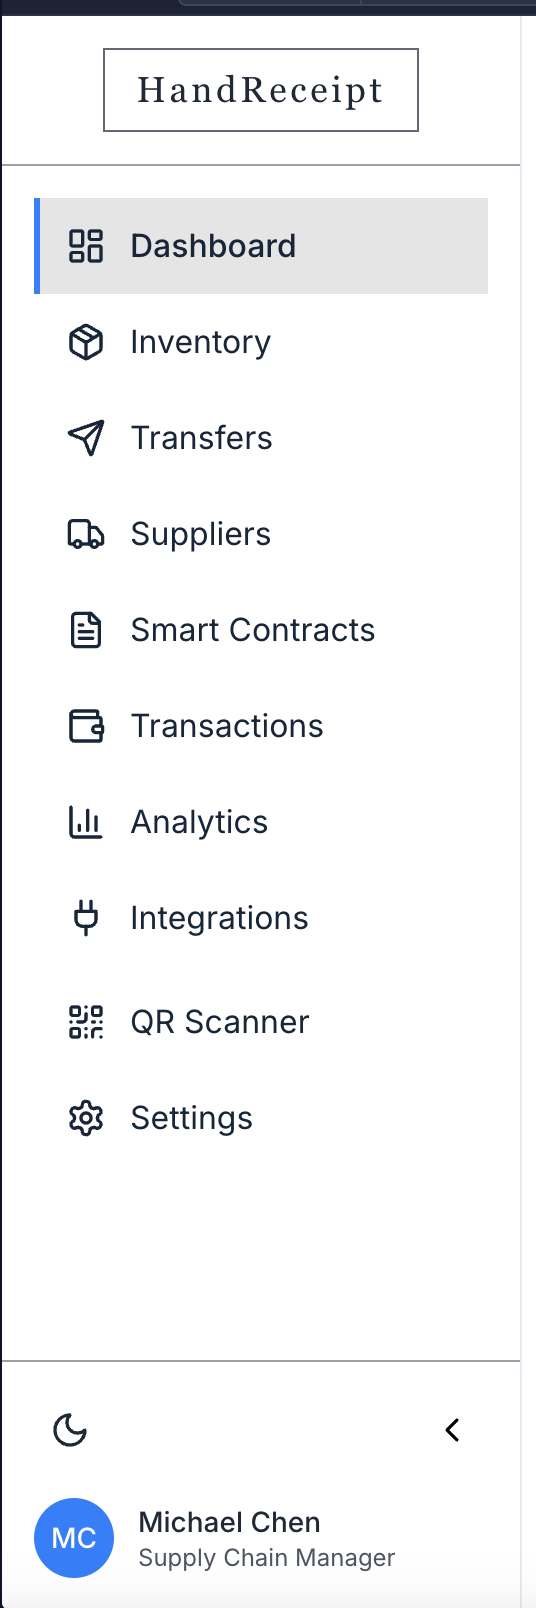 HandReceipt
Dashboard
Inventory
Transfers
Suppliers
Smart Contracts
Transactions
Analytics
Integrations
QR Scanner
Settings
MC
Michael Chen
Supply Chain Manager